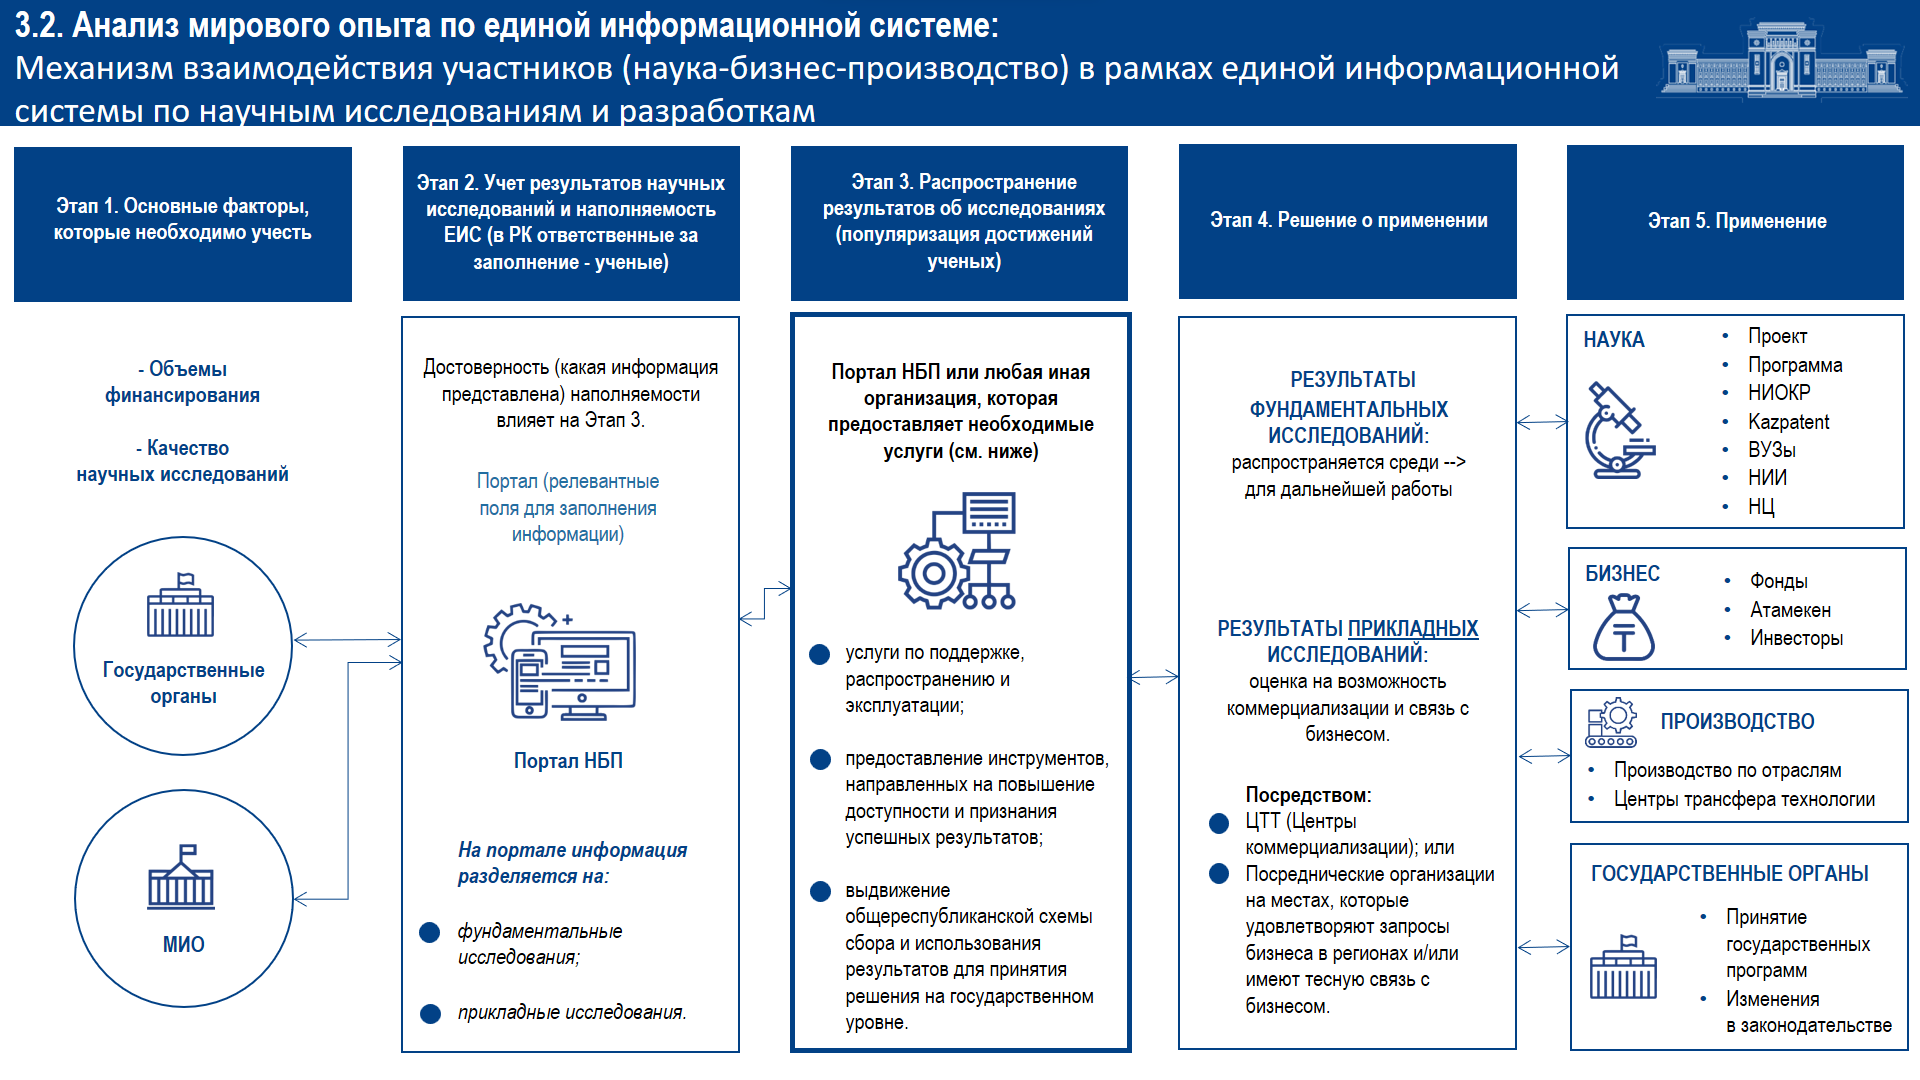 3.2. Анализ мирового опыта по единой информационной системе:
Механизм взаимодействия участников (наука-бизнес-производство) в рамках единой информационной
системы по научным исследованиям и разработкам
Этап 1. Основные факторы,
которые необходимо учесть
- Объемы
финансирования
- Качество
научных исследований
Государственные
органы
МИО
Этап 2. Учет результатов научных
исследований и наполняемость
ЕИС (в РК ответственные за
заполнение - ученые)
Достоверность (какая информация
представлена) наполняемости
влияет на Этап 3.
Портал (релевантные
поля для заполнения
информации)
Портал НБП
На портале информация
разделяется на:
фундаментальные
исследования;
прикладные исследования.
Этап 3. Распространение
результатов об исследованиях
(популяризация достижений
ученых)
Портал НБП или любая иная
организация, которая
предоставляет необходимые
услуги (см. ниже)
услуги по поддержке,
распространению и
эксплуатации;
предоставление инструментов,
направленных на повышение
доступности и признания
успешных результатов;
выдвижение
общереспубликанской схемы
сбора и использования
результатов для принятия
решения на государственном
уровне.
Этап 4. Решение о применении
РЕЗУЛЬТАТЫ
ФУНДАМЕНТАЛЬНЫХ
ИССЛЕДОВАНИЙ:
распространяется среди -->
для дальнейшей работы
РЕЗУЛЬТАТЫ ПРИКЛАДНЫХ
ИССЛЕДОВАНИЙ:
оценка на возможность
коммерциализации и связь с
бизнесом.
Посредством:
ЦТТ (Центры
коммерциализации); или
Посреднические организации
на местах, которые
удовлетворяют запросы
бизнеса в регионах и/или
имеют тесную связь с
бизнесом.
Этап 5. Применение
НАУКА
• Проект
• Программа
• НИОКР
• Kazpatent
• ВУЗы
• НИИ
• НЦ
БИЗНЕС
• Фонды
• Атамекен
• Инвесторы
ПРОИЗВОДСТВО
• Производство по отраслям
• Центры трансфера технологии
ГОСУДАРСТВЕННЫЕ ОРГАНЫ
• Принятие
государственных
программ
• Изменения
в законодательстве